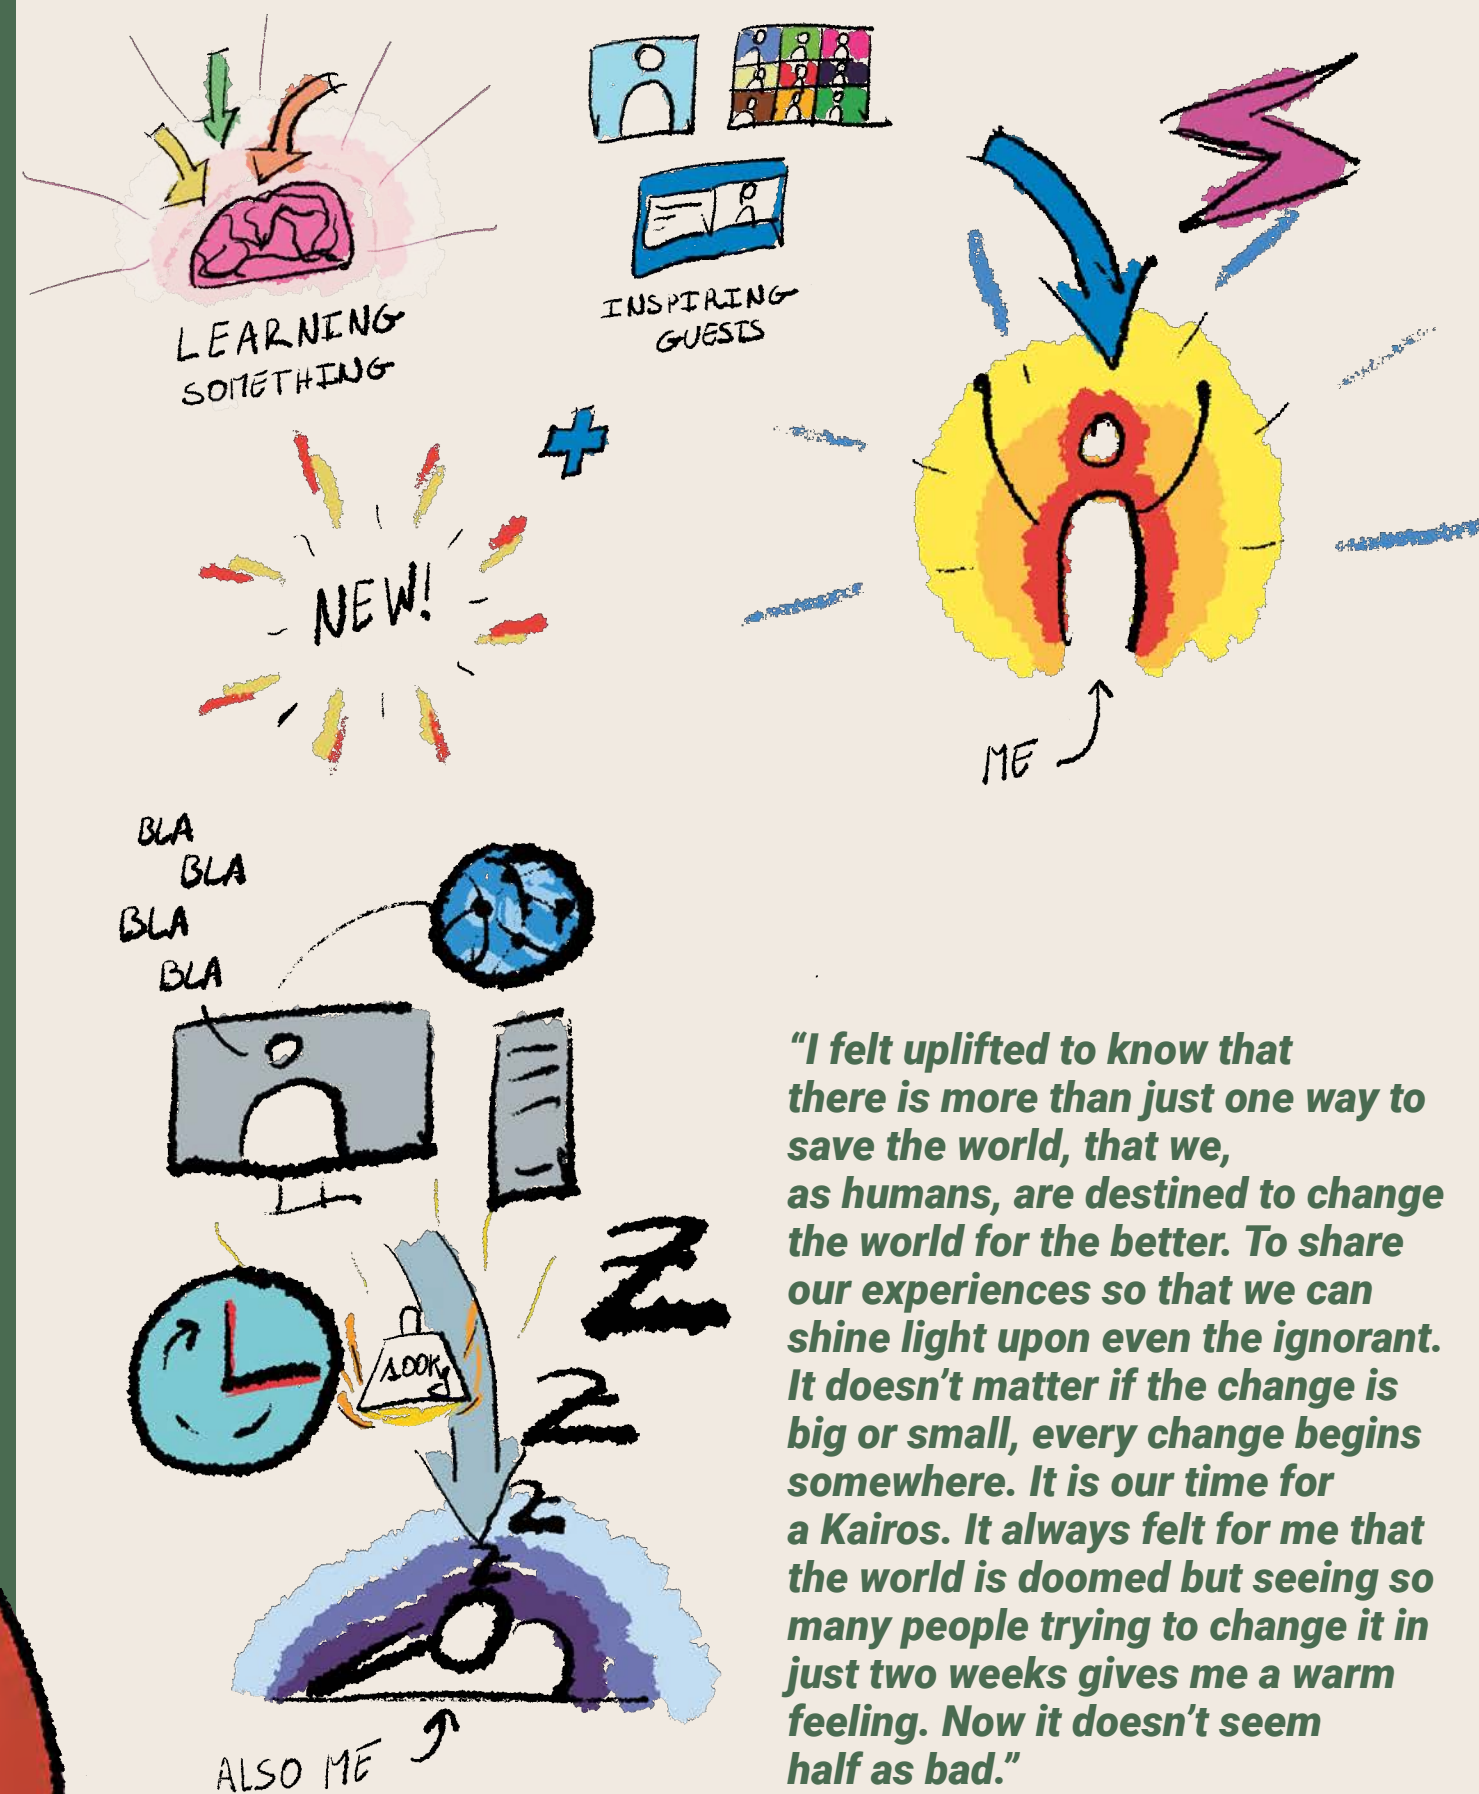 LEARNING
SOMETHING
INSPIRING
GUESTS
NEW!
ME
BLA
BLA
BLA
BLA
100Kg
Z
Z
Z
Z
ALSO ME
“I felt uplifted to know that
there is more than just one way to
save the world, that we,
as humans, are destined to change
the world for the better. To share
our experiences so that we can
shine light upon even the ignorant.
It doesn’t matter if the change is
big or small, every change begins
somewhere. It is our time for
a Kairos. It always felt for me that
the world is doomed but seeing so
many people trying to change it in
just two weeks gives me a warm
feeling. Now it doesn’t seem
half as bad.”